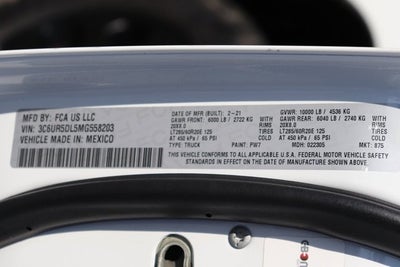 MFD BY: FCA US LLC
VIN: 3C6UR5DL5MG558203
MADE IN: MEXICO
DATE OF MFR (BUILT): 2-21
GAWR FRONT: 6000 LB / 2722 KG
20X8.0 RIMS
LT285/60R20E 125 TIRES
AT 450 kPa / 65 PSI COLD
TYPE: TRUCK
GVWR: 10000 LB / 4536 KG
GAWR REAR: 6040 LB / 2740 KG
20X8.0 RIMS
LT285/60R20E 125 TIRES
AT 450 kPa / 65 PSI COLD
PAINT: PW7 MDH: 022305 MKT: 875
THIS VEHICLE CONFORMS TO ALL APPLICABLE U.S.A. FEDERAL MOTOR VEHICLE
SAFETY STANDARDS IN EFFECT ON THE DATE OF MANUFACTURE SHOWN ABOVE.